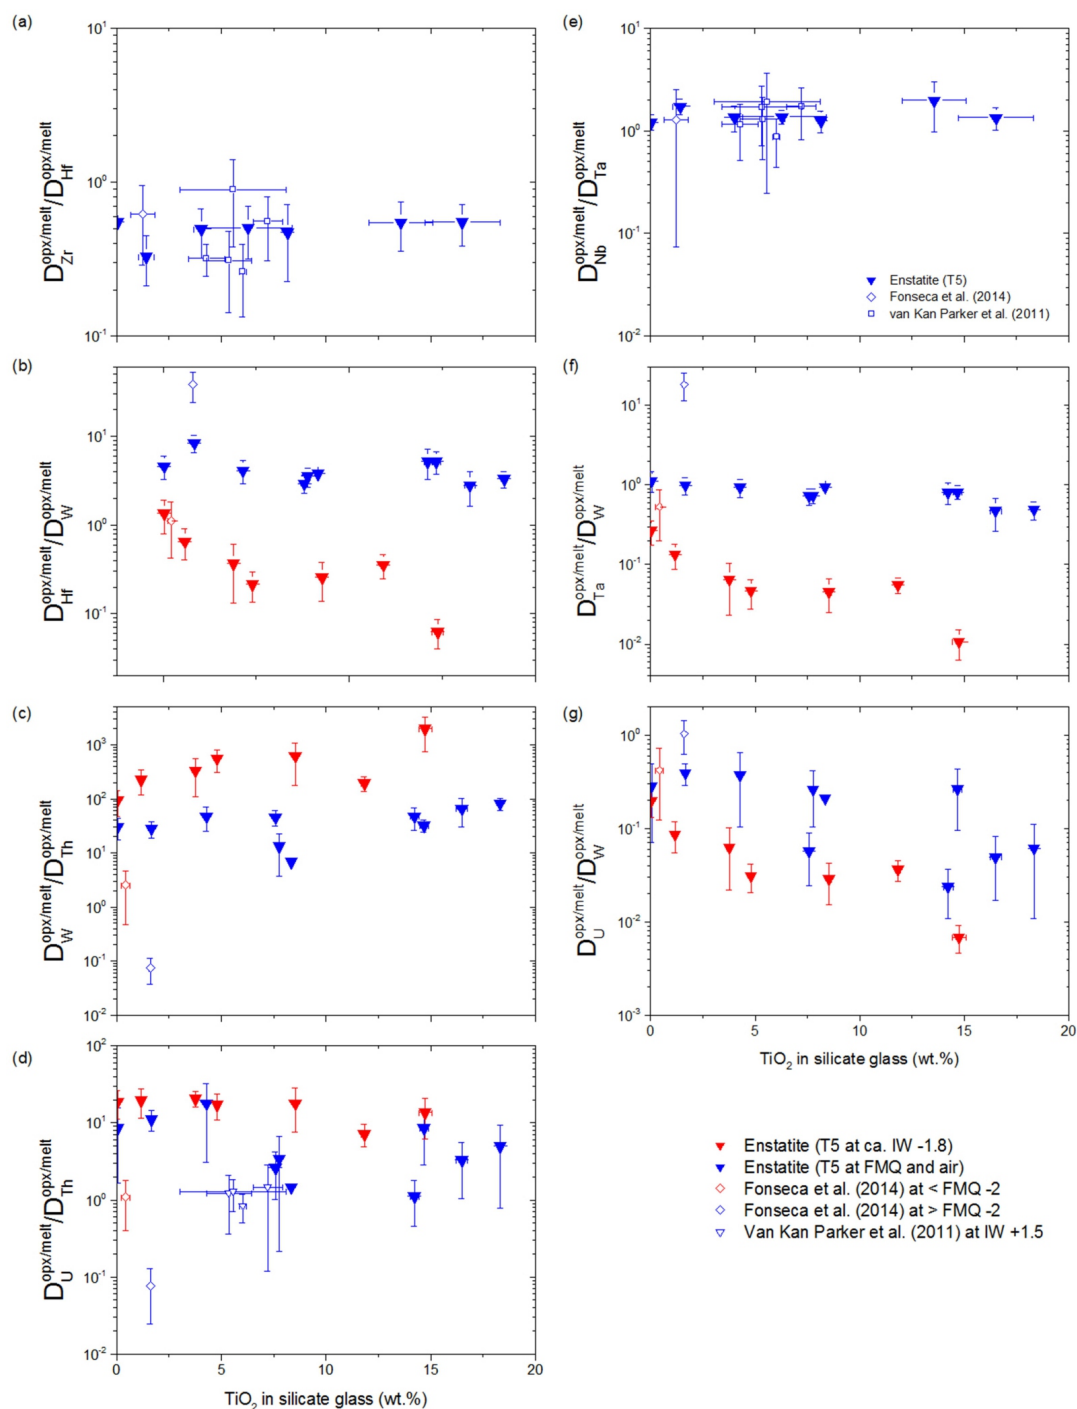 (a)
10¹
10⁰
10⁻¹
D_Zr^opx/melt/D_Hf^opx/melt
(b)
10¹
10⁰
10⁻¹
D_Hf^opx/melt/D_W^opx/melt
(c)
10³
10²
10¹
10⁰
10⁻¹
10⁻²
D_W^opx/melt/D_Th^opx/melt
(d)
10²
10¹
10⁰
10⁻¹
10⁻²
D_U^opx/melt/D_Th^opx/melt
0 5 10 15 20
TiO₂ in silicate glass (wt.%)
(e)
10¹
10⁰
10⁻¹
10⁻²
D_Nb^opx/melt/D_Ta^opx/melt
Enstatite (T5)
Fonseca et al. (2014)
van Kan Parker et al. (2011)
(f)
10¹
10⁰
10⁻¹
10⁻²
D_Ta^opx/melt/D_W^opx/melt
(g)
10⁰
10⁻¹
10⁻²
10⁻³
D_U^opx/melt/D_W^opx/melt
0 5 10 15 20
TiO₂ in silicate glass (wt.%)
Enstatite (T5 at ca. IW -1.8)
Enstatite (T5 at FMQ and air)
Fonseca et al. (2014) at < FMQ -2
Fonseca et al. (2014) at > FMQ -2
Van Kan Parker et al. (2011) at IW +1.5